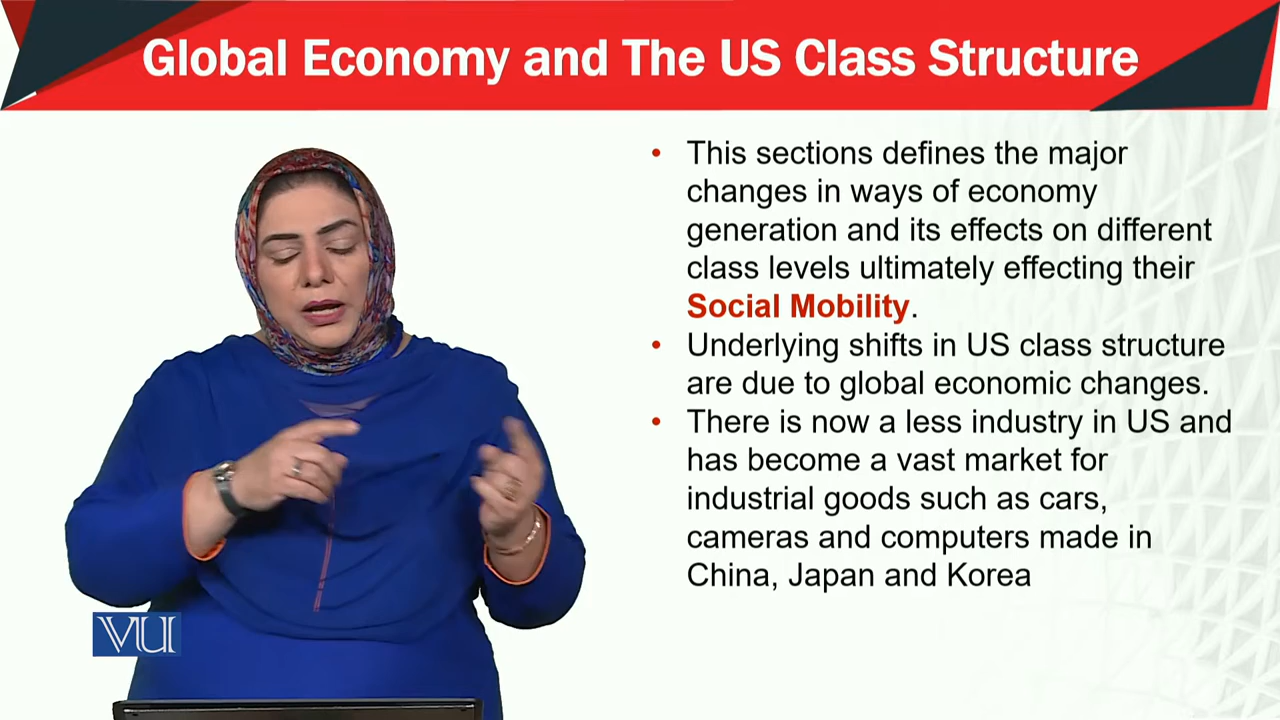 Global Economy and The US Class Structure
• This sections defines the major
changes in ways of economy
generation and its effects on different
class levels ultimately effecting their
Social Mobility.
• Underlying shifts in US class structure
are due to global economic changes.
• There is now a less industry in US and
has become a vast market for
industrial goods such as cars,
cameras and computers made in
China, Japan and Korea
VU